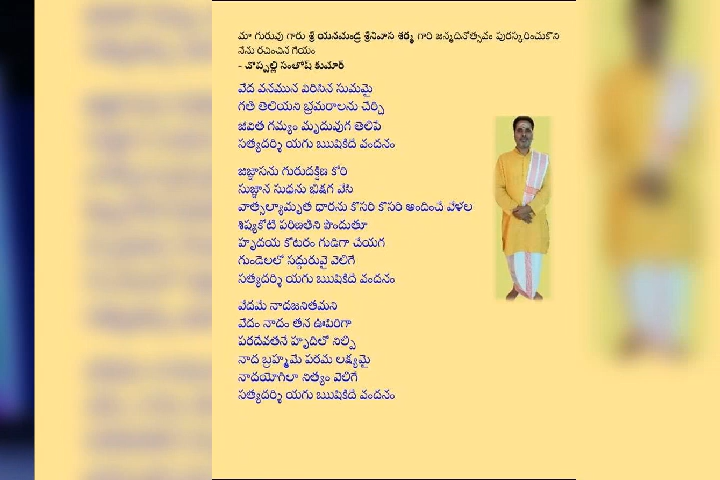 మా గురువు గారు శ్రీ యనమండ్ర శ్రీనివాస శర్మ గారి జన్మదినోత్సవం పురస్కరించుకొని
నేను రచించిన గేయం
- చొప్పల్లి సంతోష్ కుమార్
వేద వనమున విరిసిన సుమమై
గతి తెలియని భ్రమరాలను చేర్చి
జీవిత గమ్యం మృదువుగ తెలిపే
సత్యదర్శి యగు ఋషికిదే వందనం
జిజ్ఞాసను గురుదక్షిణ కోరి
సుజ్ఞాన సుధను భిక్షగ వేసి
వాత్సల్యామృత ధారను కొసరి కొసరి అందించే వేళల
శిష్యకోటి పరిణతిని పొందుతూ
హృదయ కోటరం గుడిగా చేయగ
గుండెలలో సద్గురువై వెలిగే
సత్యదర్శి యగు ఋషికిదే వందనం
వేదమే నాదజనితమని
వేదం నాదం తన ఊపిరిగా
పరదేవతనే హృదిలో నిల్పి
నాద బ్రహ్మమే పరమ లక్ష్యమై
నాదయోగిలా నిత్యం వెలిగే
సత్యదర్శి యగు ఋషికిదే వందనం